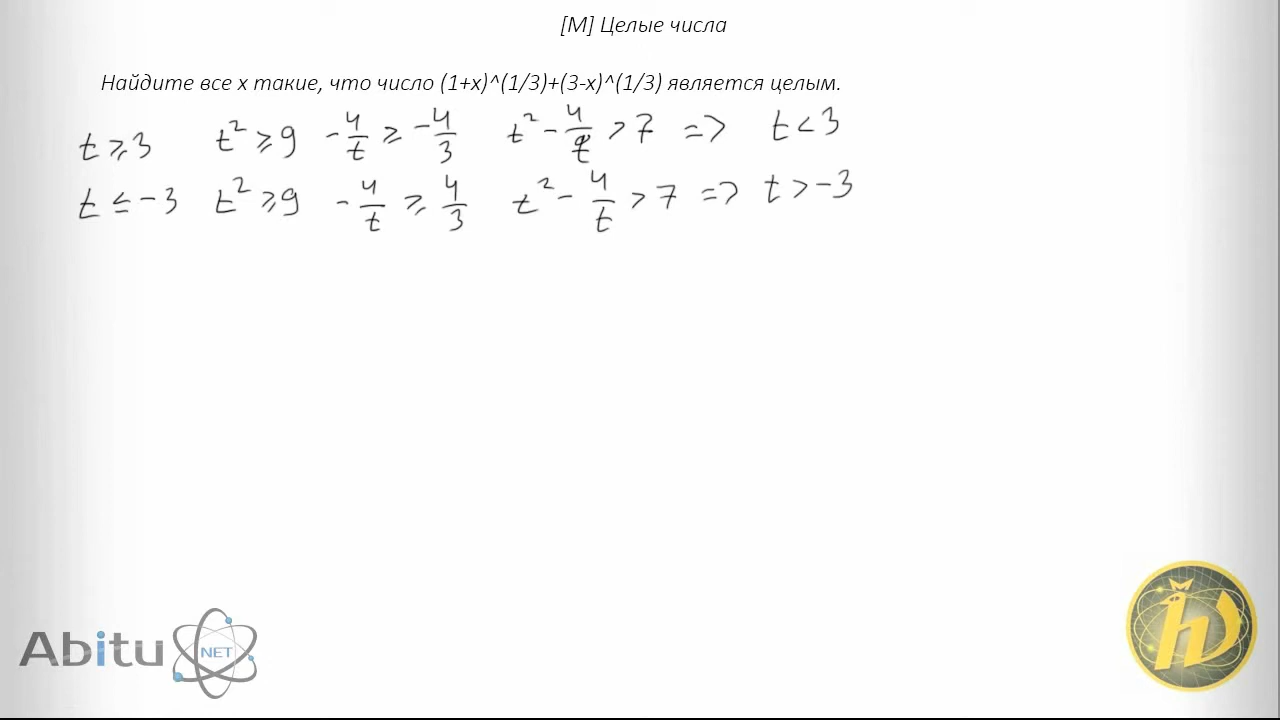 [M] Целые числа
Найдите все x такие, что число (1+x)^(1/3)+(3-x)^(1/3) является целым.
t ≥ 3 t² ≥ 9 -4/t ≥ -4/3 t² - 4/t > 7 => t < 3
t ≤ -3 t² ≥ 9 -4/t ≥ 4/3 t² - 4/t > 7 => t > -3
Abitu NET